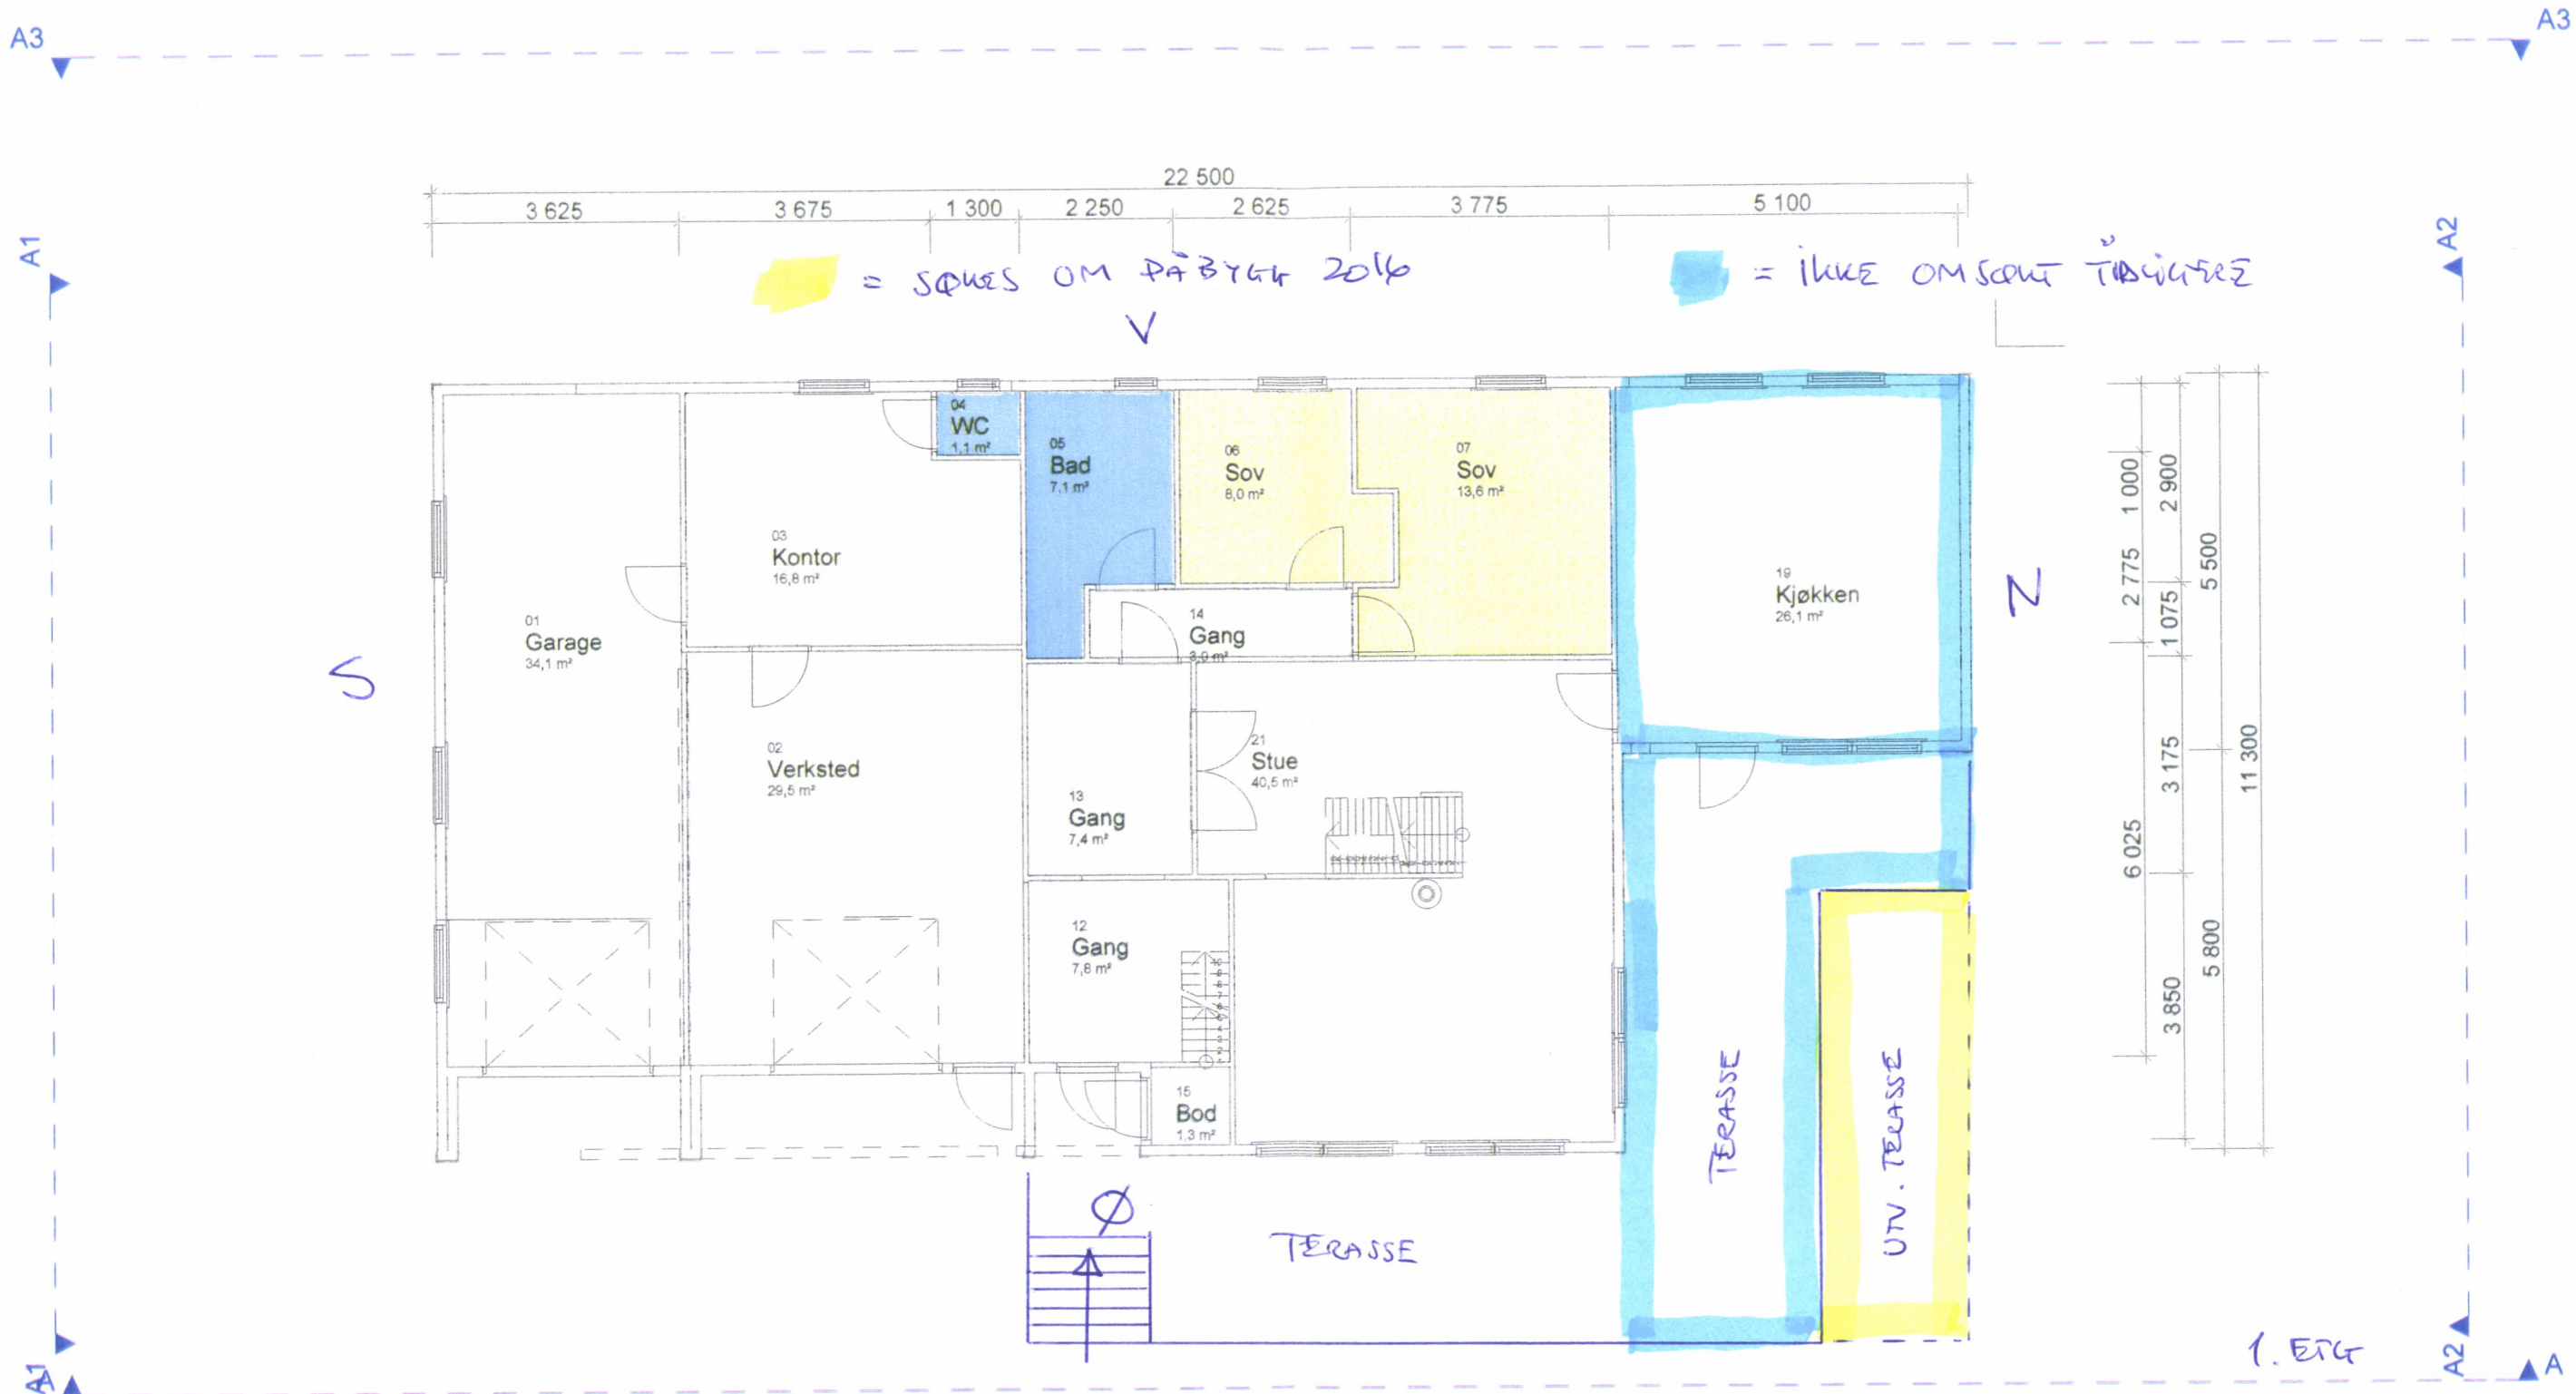 A3
A3
22 500
3 625
3 675
1 300
2 250
2 625
3 775
5 100
A1
A2
= SØKES OM PÅBYGG 2016
= IKKE OMSØKT TIDLIGERE
V
04
WC
1,1 m²
05
Bad
7,1 m²
06
Sov
8,0 m²
07
Sov
13,6 m²
03
Kontor
16,8 m²
19
Kjøkken
26,1 m²
N
1 000
2 900
2 775
1 075
5 500
01
Garage
34,1 m²
14
Gang
3,0 m²
S
02
Verksted
29,5 m²
21
Stue
40,5 m²
13
Gang
7,4 m²
3 175
11 300
6 025
12
Gang
7,8 m²
5 800
3 850
15
Bod
1,3 m²
TERASSE
UTV. TERASSE
Ø
TERASSE
1. ETG
A1
A
A2
A